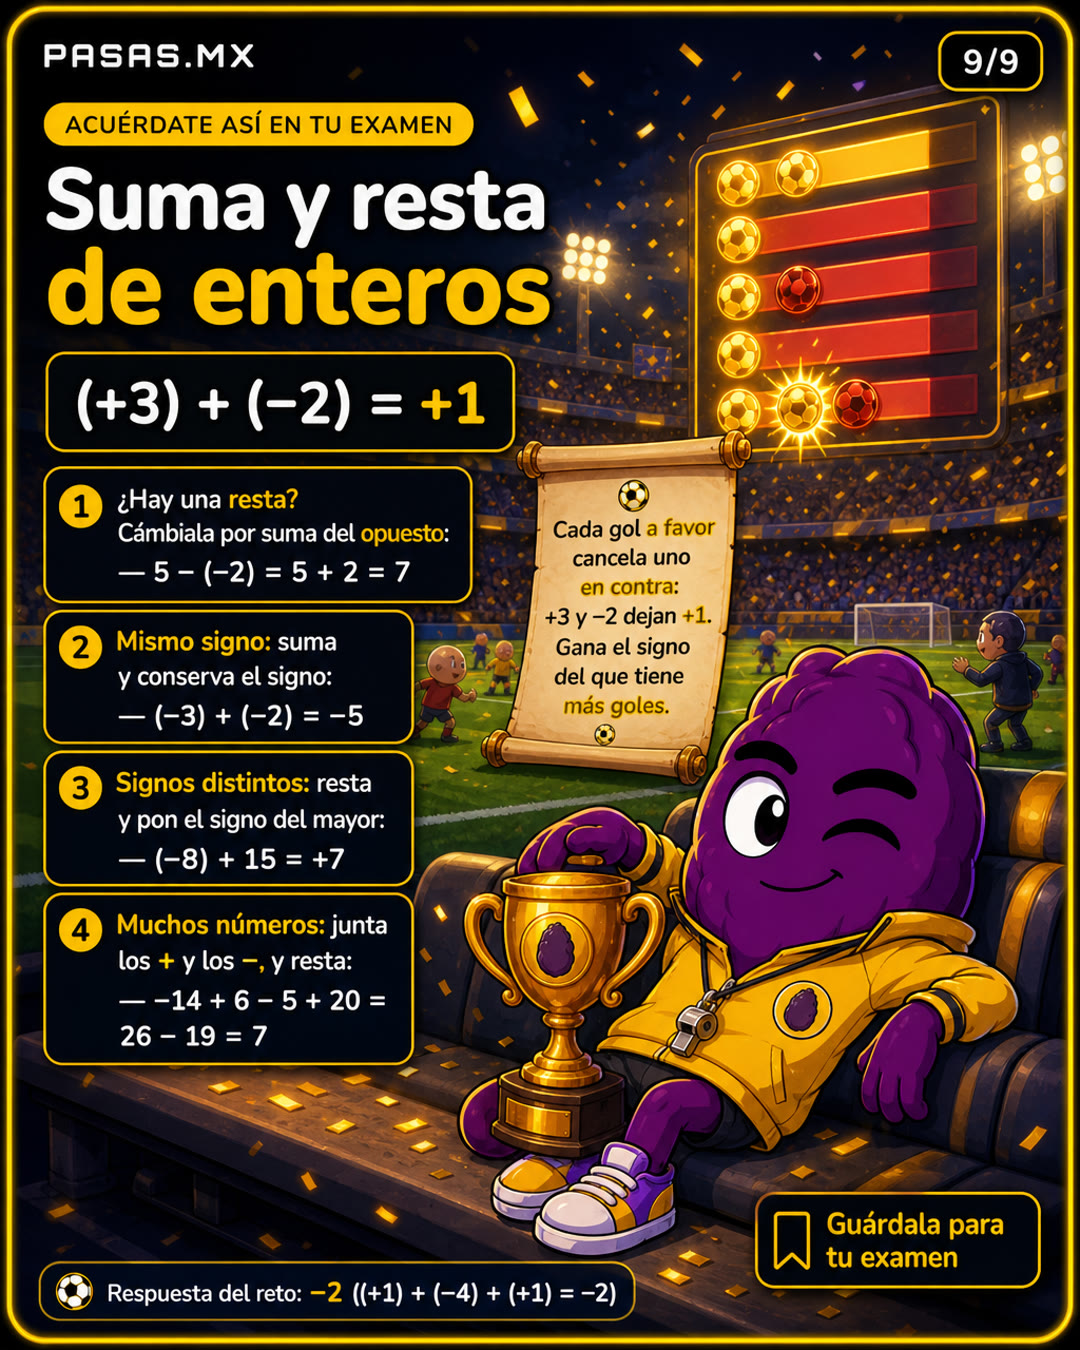 PASAS.MX
9/9
ACUÉRDATE ASÍ EN TU EXAMEN
Suma y resta
de enteros
(+3) + (−2) = +1
1 ¿Hay una resta?
Cámbiala por suma del opuesto:
— 5 − (−2) = 5 + 2 = 7
2 Mismo signo: suma
y conserva el signo:
— (−3) + (−2) = −5
3 Signos distintos: resta
y pon el signo del mayor:
— (−8) + 15 = +7
4 Muchos números: junta
los + y los −, y resta:
— −14 + 6 − 5 + 20 =
26 − 19 = 7
Cada gol a favor
cancela uno
en contra:
+3 y −2 dejan +1.
Gana el signo
del que tiene
más goles.
Guárdala para
tu examen
Respuesta del reto: −2 ((+1) + (−4) + (+1) = −2)